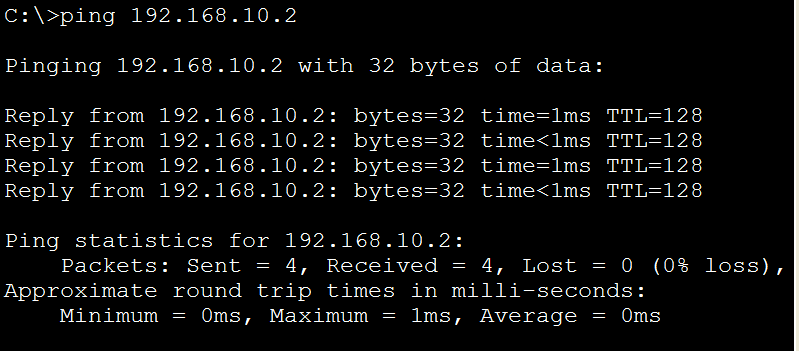 C:\>ping 192.168.10.2
Pinging 192.168.10.2 with 32 bytes of data:
Reply from 192.168.10.2: bytes=32 time=1ms TTL=128
Reply from 192.168.10.2: bytes=32 time<1ms TTL=128
Reply from 192.168.10.2: bytes=32 time=1ms TTL=128
Reply from 192.168.10.2: bytes=32 time<1ms TTL=128
Ping statistics for 192.168.10.2:
    Packets: Sent = 4, Received = 4, Lost = 0 (0% loss),
Approximate round trip times in milli-seconds:
    Minimum = 0ms, Maximum = 1ms, Average = 0ms